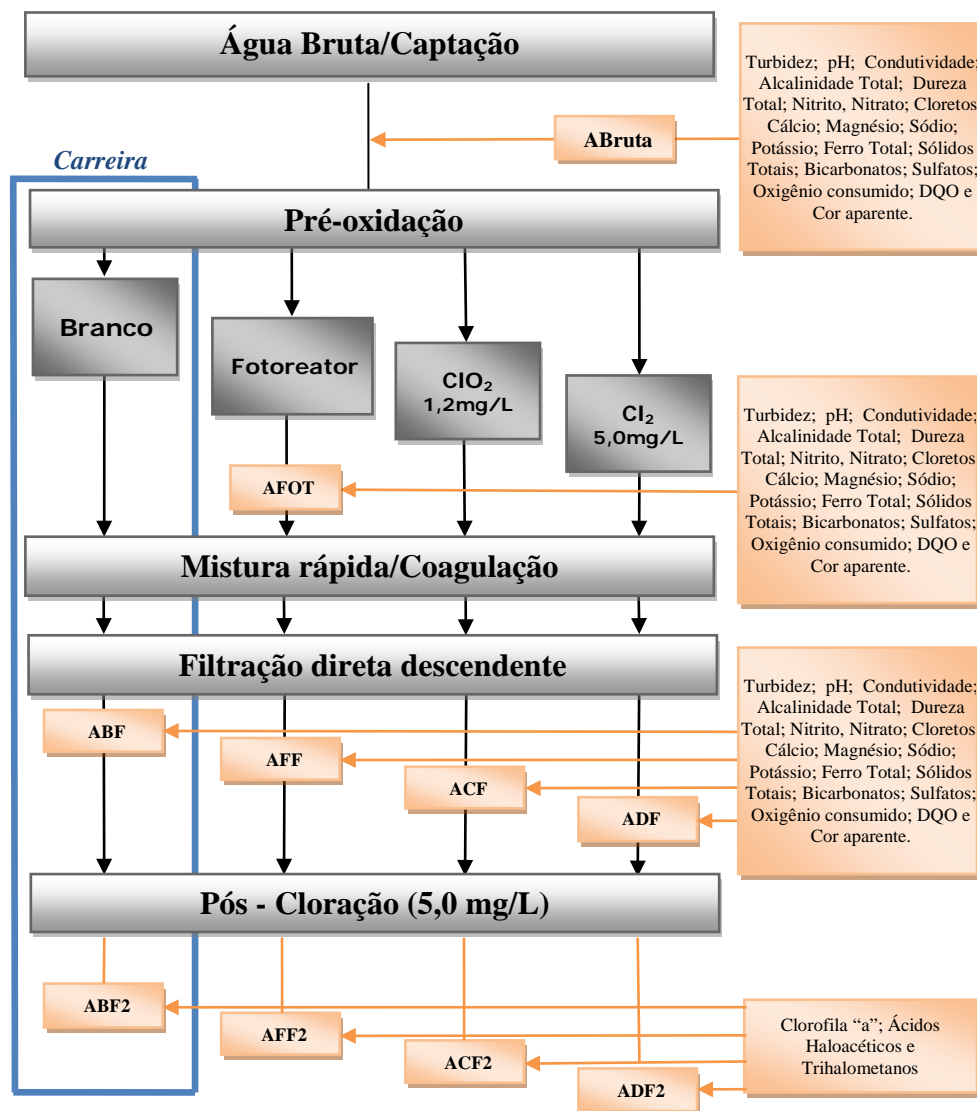 Água Bruta/Captação
Turbidez; pH; Condutividade;
Alcalinidade Total; Dureza
Total; Nitrito, Nitrato; Cloretos
Cálcio; Magnésio; Sódio;
Potássio; Ferro Total; Sólidos
Totais; Bicarbonatos; Sulfatos;
Oxigênio consumido; DQO e
Cor aparente.
ABruta
Carreira
Pré-oxidação
Branco
Fotoreator
ClO₂
1,2mg/L
Cl₂
5,0mg/L
Turbidez; pH; Condutividade;
Alcalinidade Total; Dureza
Total; Nitrito, Nitrato; Cloretos
Cálcio; Magnésio; Sódio;
Potássio; Ferro Total; Sólidos
Totais; Bicarbonatos; Sulfatos;
Oxigênio consumido; DQO e
Cor aparente.
AFOT
Mistura rápida/Coagulação
Filtração direta descendente
Turbidez; pH; Condutividade;
Alcalinidade Total; Dureza
Total; Nitrito, Nitrato; Cloretos
Cálcio; Magnésio; Sódio;
Potássio; Ferro Total; Sólidos
Totais; Bicarbonatos; Sulfatos;
Oxigênio consumido; DQO e
Cor aparente.
ABF
AFF
ACF
ADF
Pós - Cloração (5,0 mg/L)
ABF2
AFF2
ACF2
ADF2
Clorofila “a”; Ácidos
Haloacéticos e
Trihalometanos